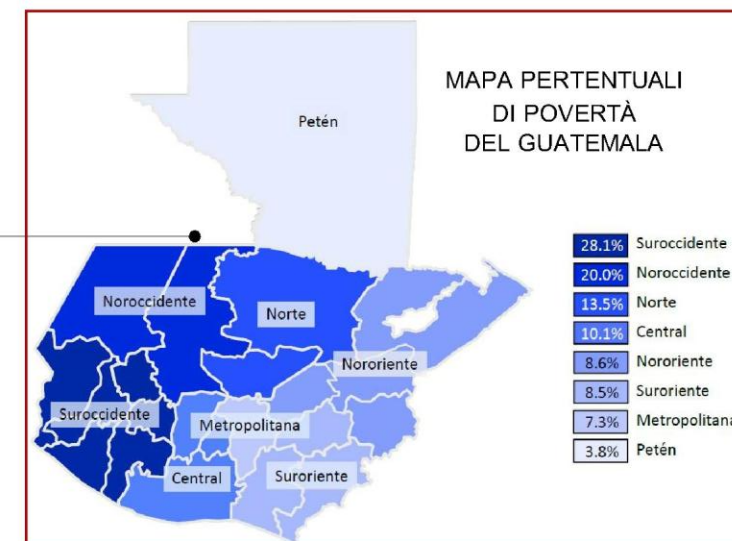 MAPA PERTENTUALI
DI POVERTÀ
DEL GUATEMALA
Petén
Noroccidente
Norte
Nororiente
Suroccidente
Metropolitana
Central
Suroriente
28.1% Suroccidente
20.0% Noroccidente
13.5% Norte
10.1% Central
8.6% Nororiente
8.5% Suroriente
7.3% Metropolitana
3.8% Petén